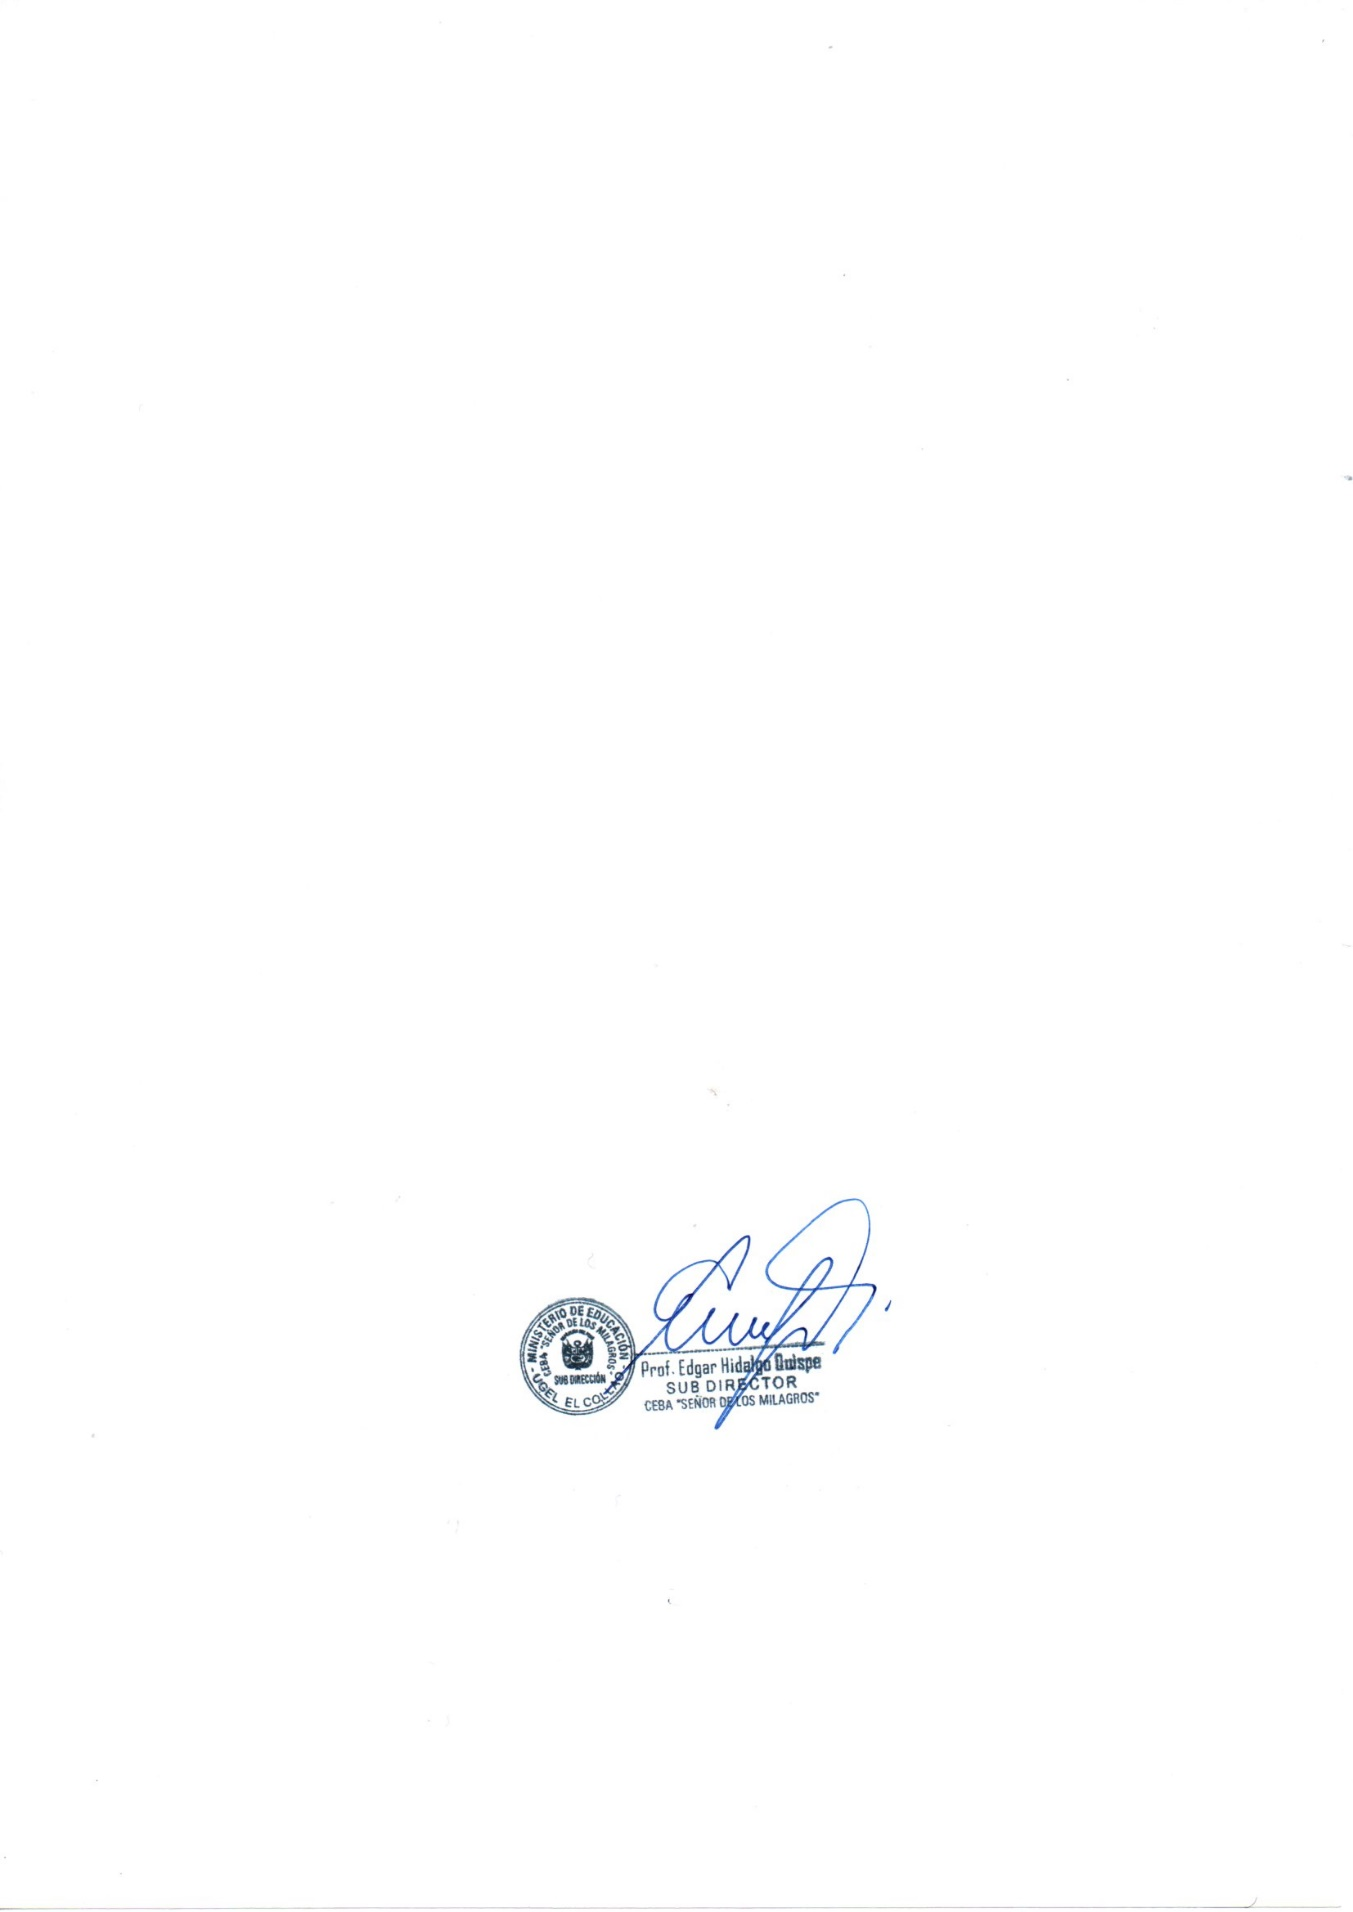 MINISTERIO DE EDUCACIÓN
CEBA "SEÑOR DE LOS MILAGROS"
SUB DIRECCIÓN
UGEL EL COLLAO
Prof. Edgar Hidalgo Quispe
SUB DIRECTOR
CEBA "SEÑOR DE LOS MILAGROS"